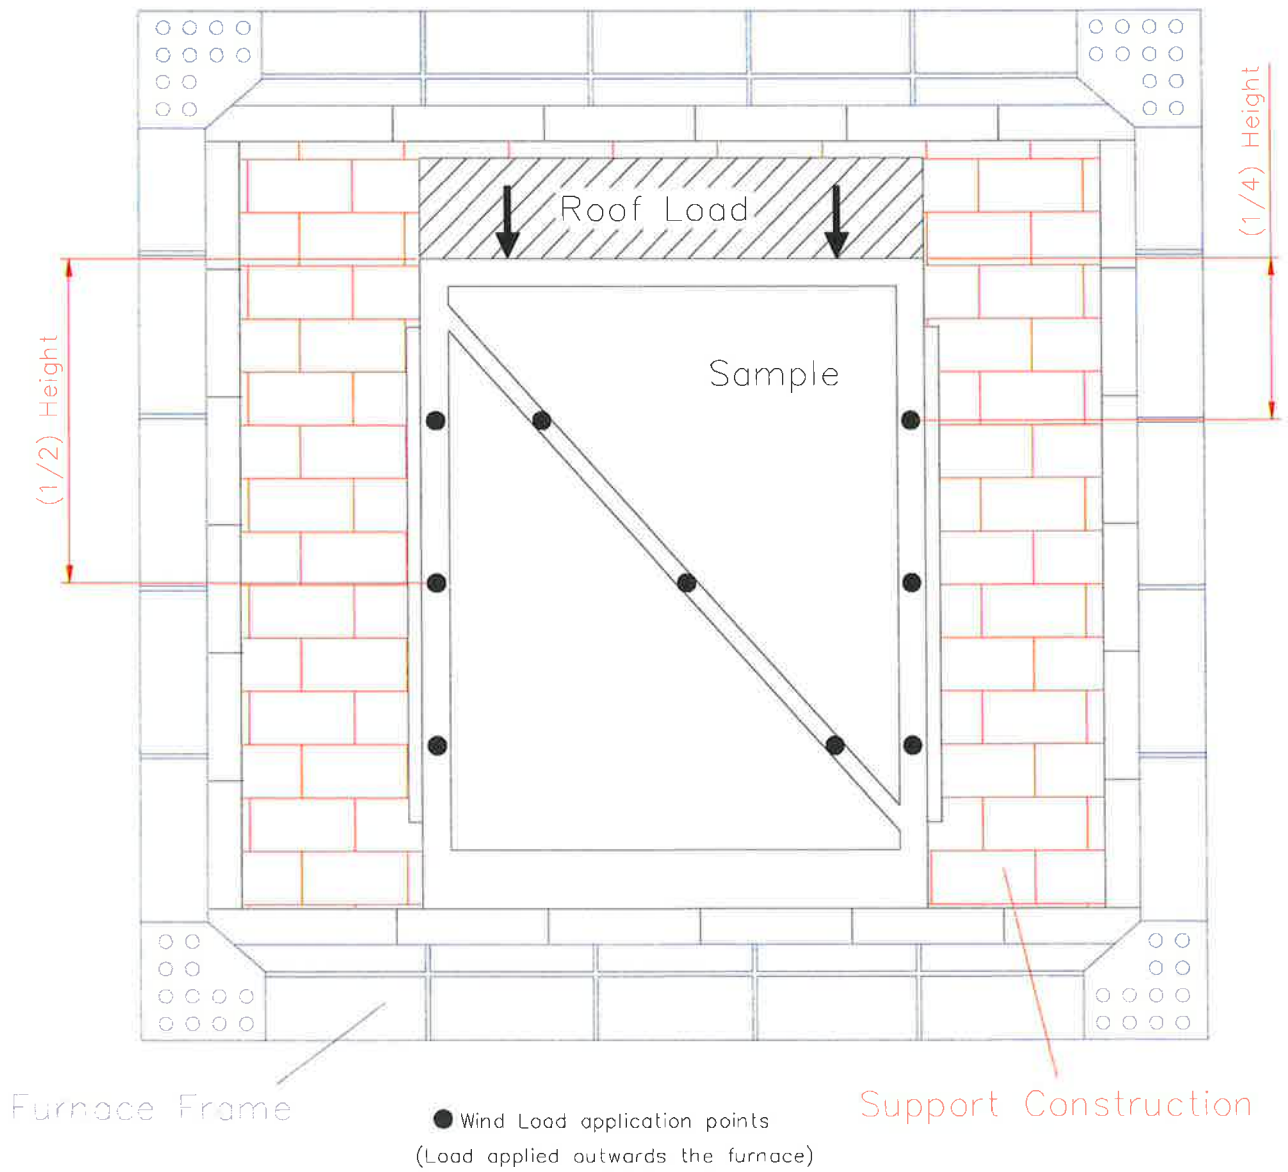 (1/4) Height
Roof Load
(1/2) Height
Sample
Furnace Frame
Support Construction
Wind Load application points
(Load applied outwards the furnace)